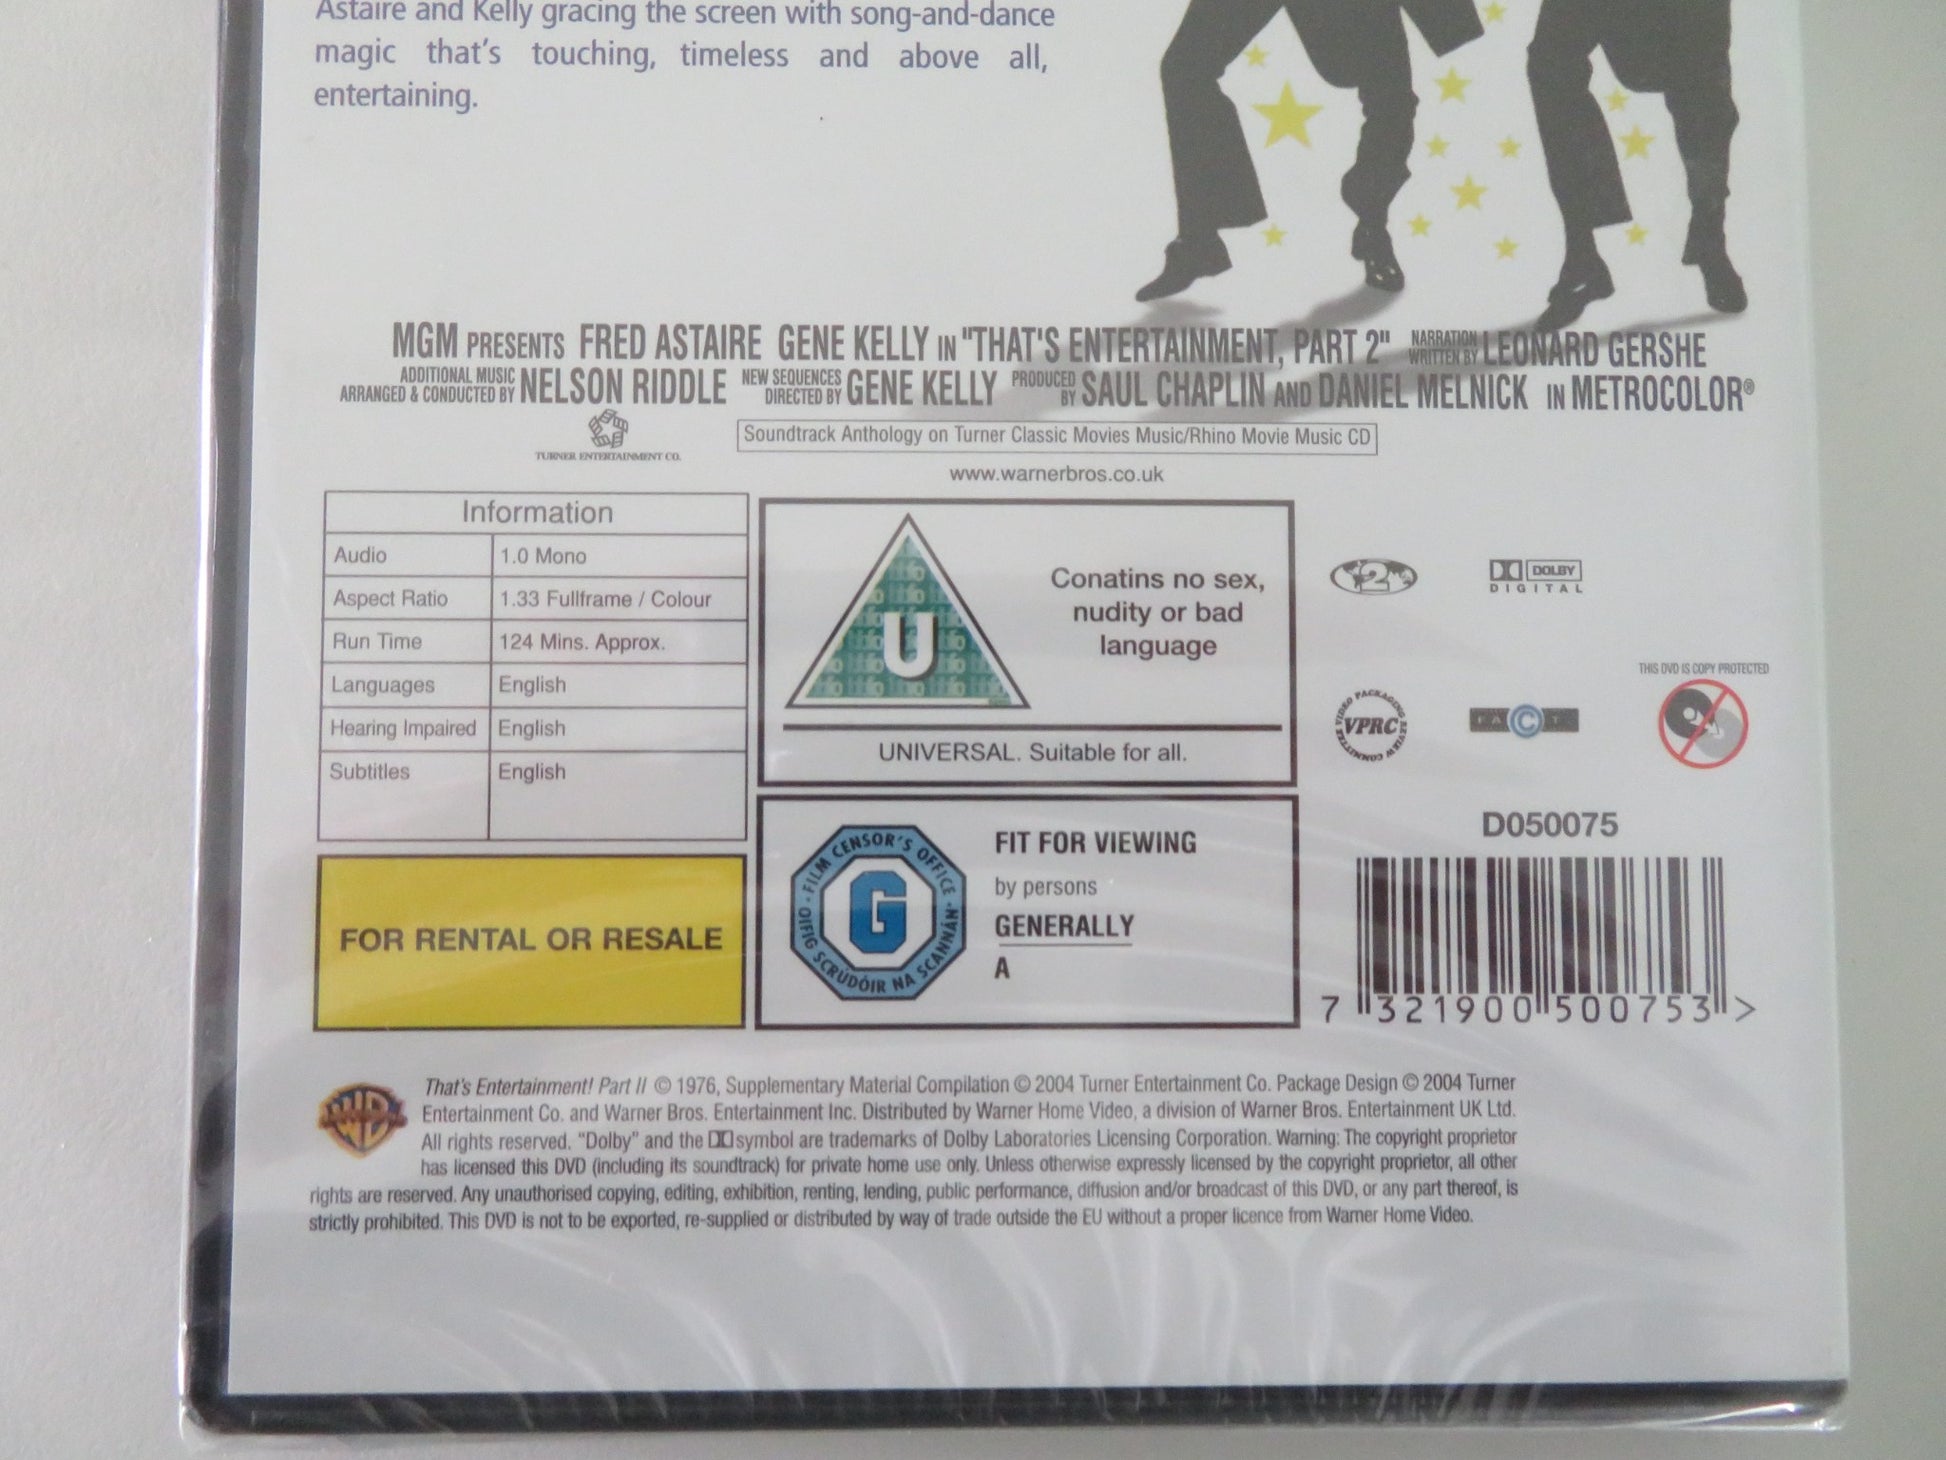 Astaire and Kelly gracing the screen with song-and-dance
magic that's touching, timeless and above all,
entertaining.
MGM PRESENTS FRED ASTAIRE GENE KELLY IN "THAT'S ENTERTAINMENT, PART 2" NARRATION WRITTEN BY LEONARD GERSHE
ADDITIONAL MUSIC ARRANGED & CONDUCTED BY NELSON RIDDLE NEW SEQUENCES DIRECTED BY GENE KELLY PRODUCED BY SAUL CHAPLIN AND DANIEL MELNICK IN METROCOLOR®
TURNER ENTERTAINMENT CO.
Soundtrack Anthology on Turner Classic Movies Music/Rhino Movie Music CD
www.warnerbros.co.uk
Information
Audio 1.0 Mono
Aspect Ratio 1.33 Fullframe / Colour
Run Time 124 Mins. Approx.
Languages English
Hearing Impaired English
Subtitles English
FOR RENTAL OR RESALE
U
Conatins no sex,
nudity or bad
language
UNIVERSAL. Suitable for all.
FILM CENSOR'S OFFICE · OIFIG SCRÚDÓIR NA SCANNÁN ·
G
FIT FOR VIEWING
by persons
GENERALLY
A
2
DOLBY
DIGITAL
VIDEO PACKAGING REVIEW COMMITTEE
VPRC
FACT
THIS DVD IS COPY PROTECTED
D050075
7 321900 500753 >
WB
That's Entertainment! Part II © 1976, Supplementary Material Compilation © 2004 Turner Entertainment Co. Package Design © 2004 Turner
Entertainment Co. and Warner Bros. Entertainment Inc. Distributed by Warner Home Video, a division of Warner Bros. Entertainment UK Ltd.
All rights reserved. “Dolby” and the symbol are trademarks of Dolby Laboratories Licensing Corporation. Warning: The copyright proprietor
has licensed this DVD (including its soundtrack) for private home use only. Unless otherwise expressly licensed by the copyright proprietor, all other
rights are reserved. Any unauthorised copying, editing, exhibition, renting, lending, public performance, diffusion and/or broadcast of this DVD, or any part thereof, is
strictly prohibited. This DVD is not to be exported, re-supplied or distributed by way of trade outside the EU without a proper licence from Warner Home Video.